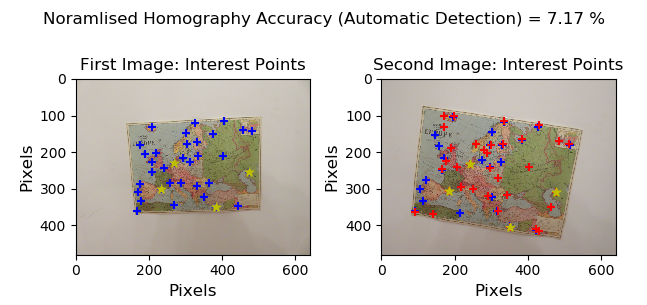 Noramlised Homography Accuracy (Automatic Detection) = 7.17 %
First Image: Interest Points
Second Image: Interest Points
0
100
200
300
400
Pixels
0
200
400
600
Pixels
0
100
200
300
400
Pixels
0
200
400
600
Pixels